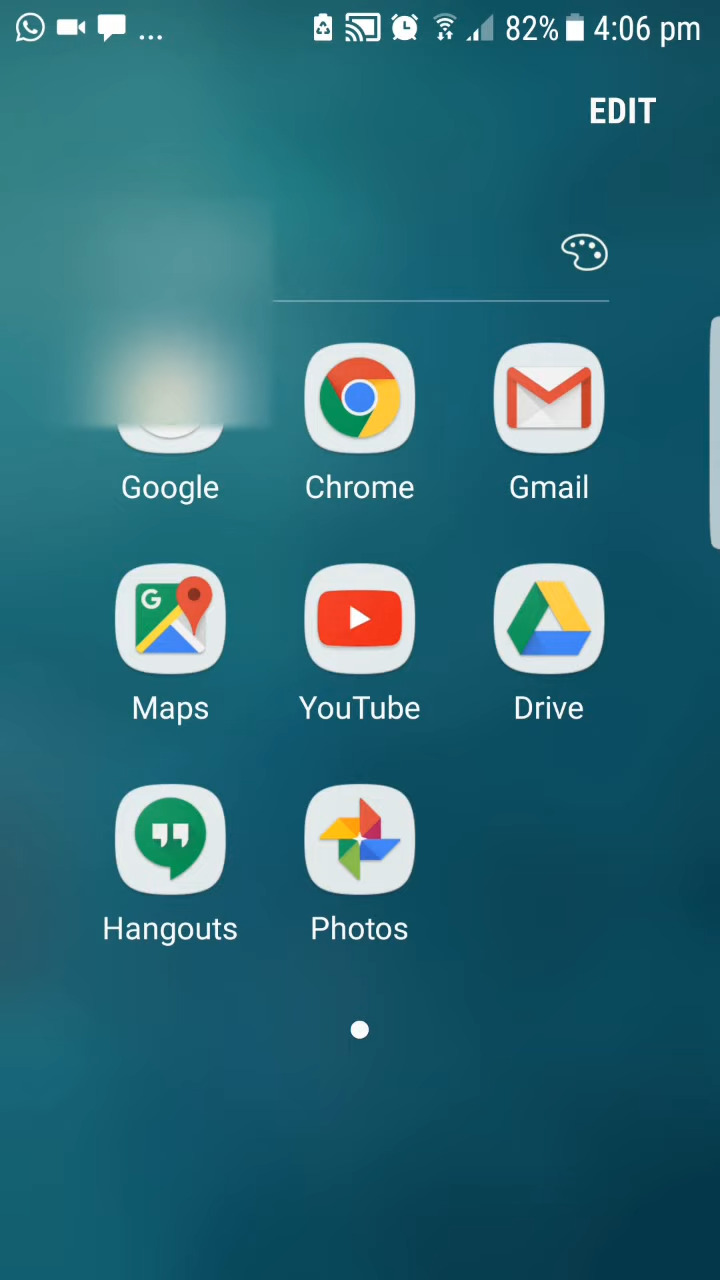 ... 82% 4:06 pm
EDIT
Google Chrome Gmail
G
Maps YouTube Drive
Hangouts Photos